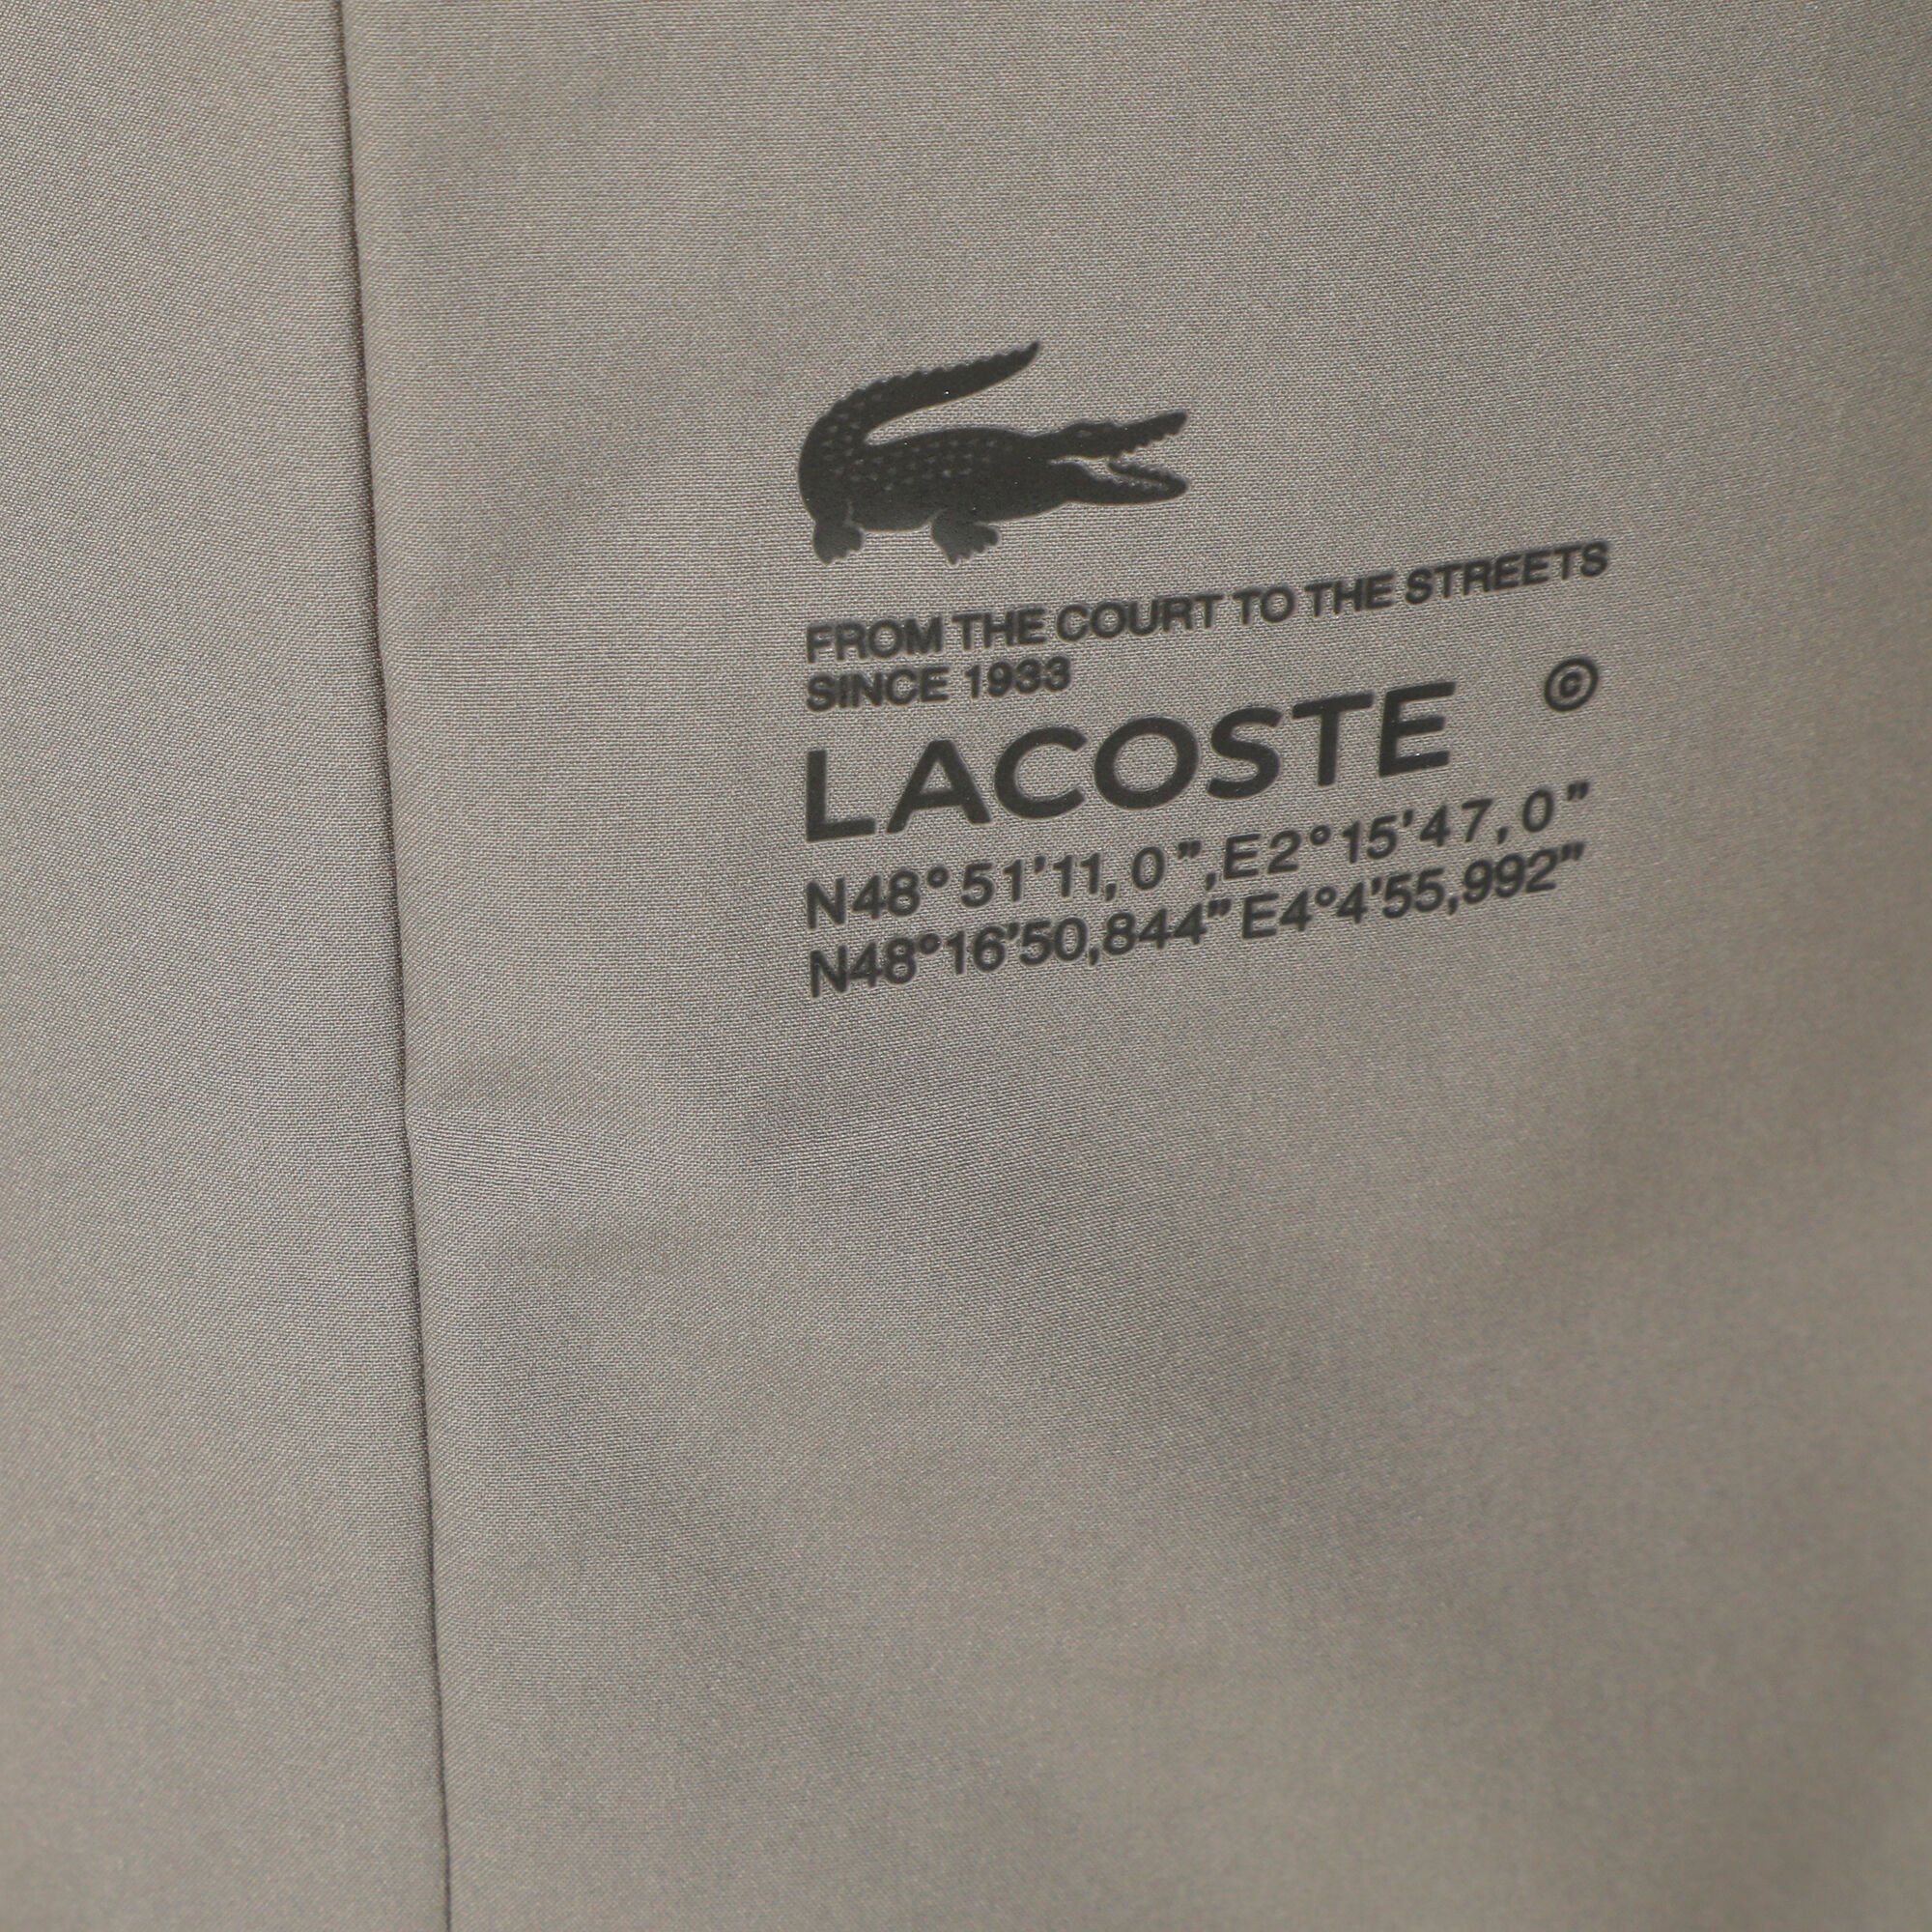 FROM THE COURT TO THE STREETS
SINCE 1933
LACOSTE ©
N48°51'11,0",E2°15'47,0"
N48°16'50,844" E4°4'55,992"